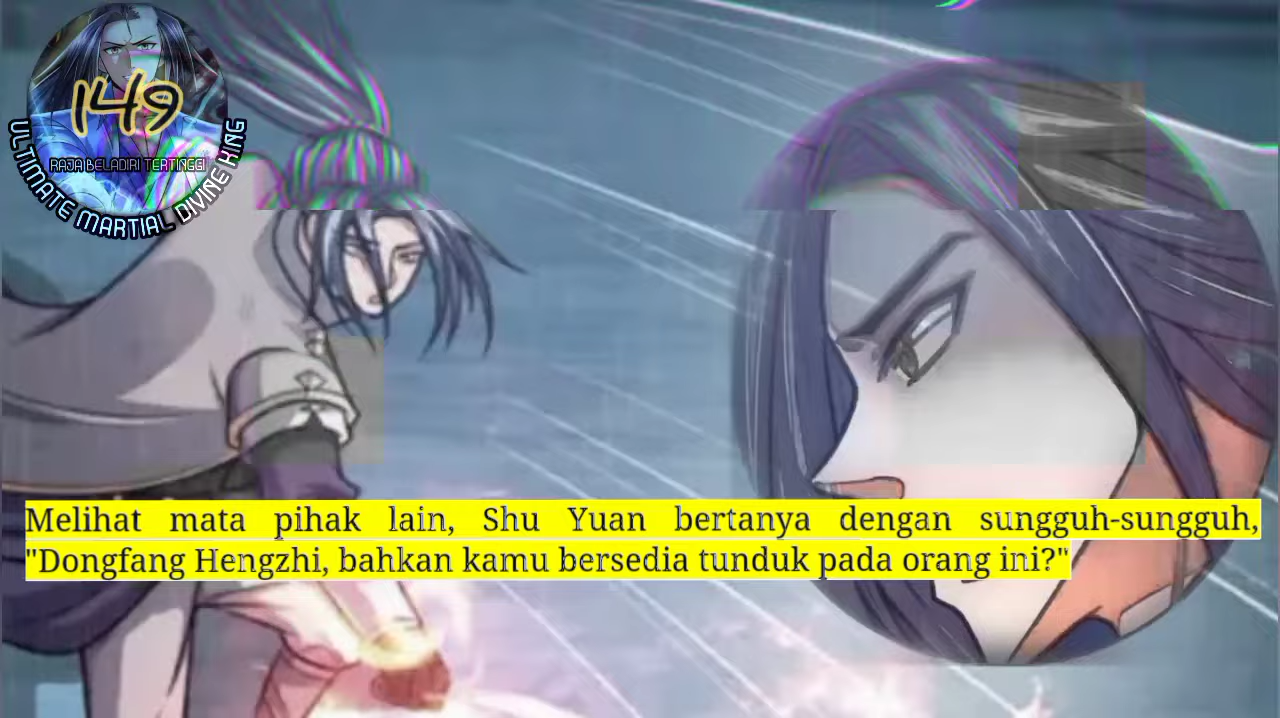 149
RAJA BELADIRI TERTINGGI
ULTIMATE MARTIAL DIVINE KING
Melihat mata pihak lain, Shu Yuan bertanya dengan sungguh-sungguh,
"Dongfang Hengzhi, bahkan kamu bersedia tunduk pada orang ini?"